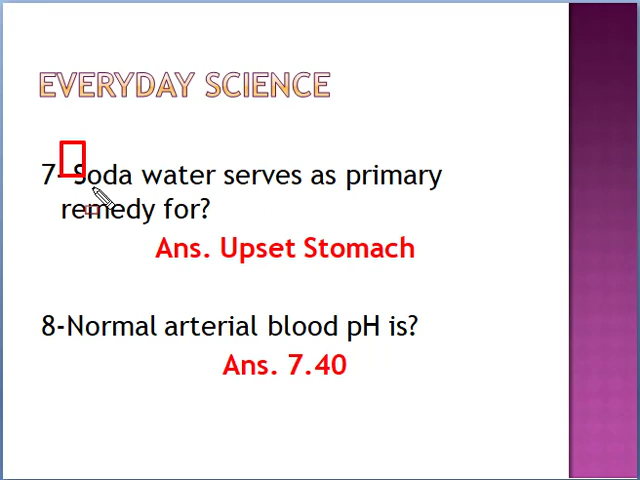 EVERYDAY SCIENCE
7- Soda water serves as primary
remedy for?
Ans. Upset Stomach
8-Normal arterial blood pH is?
Ans. 7.40